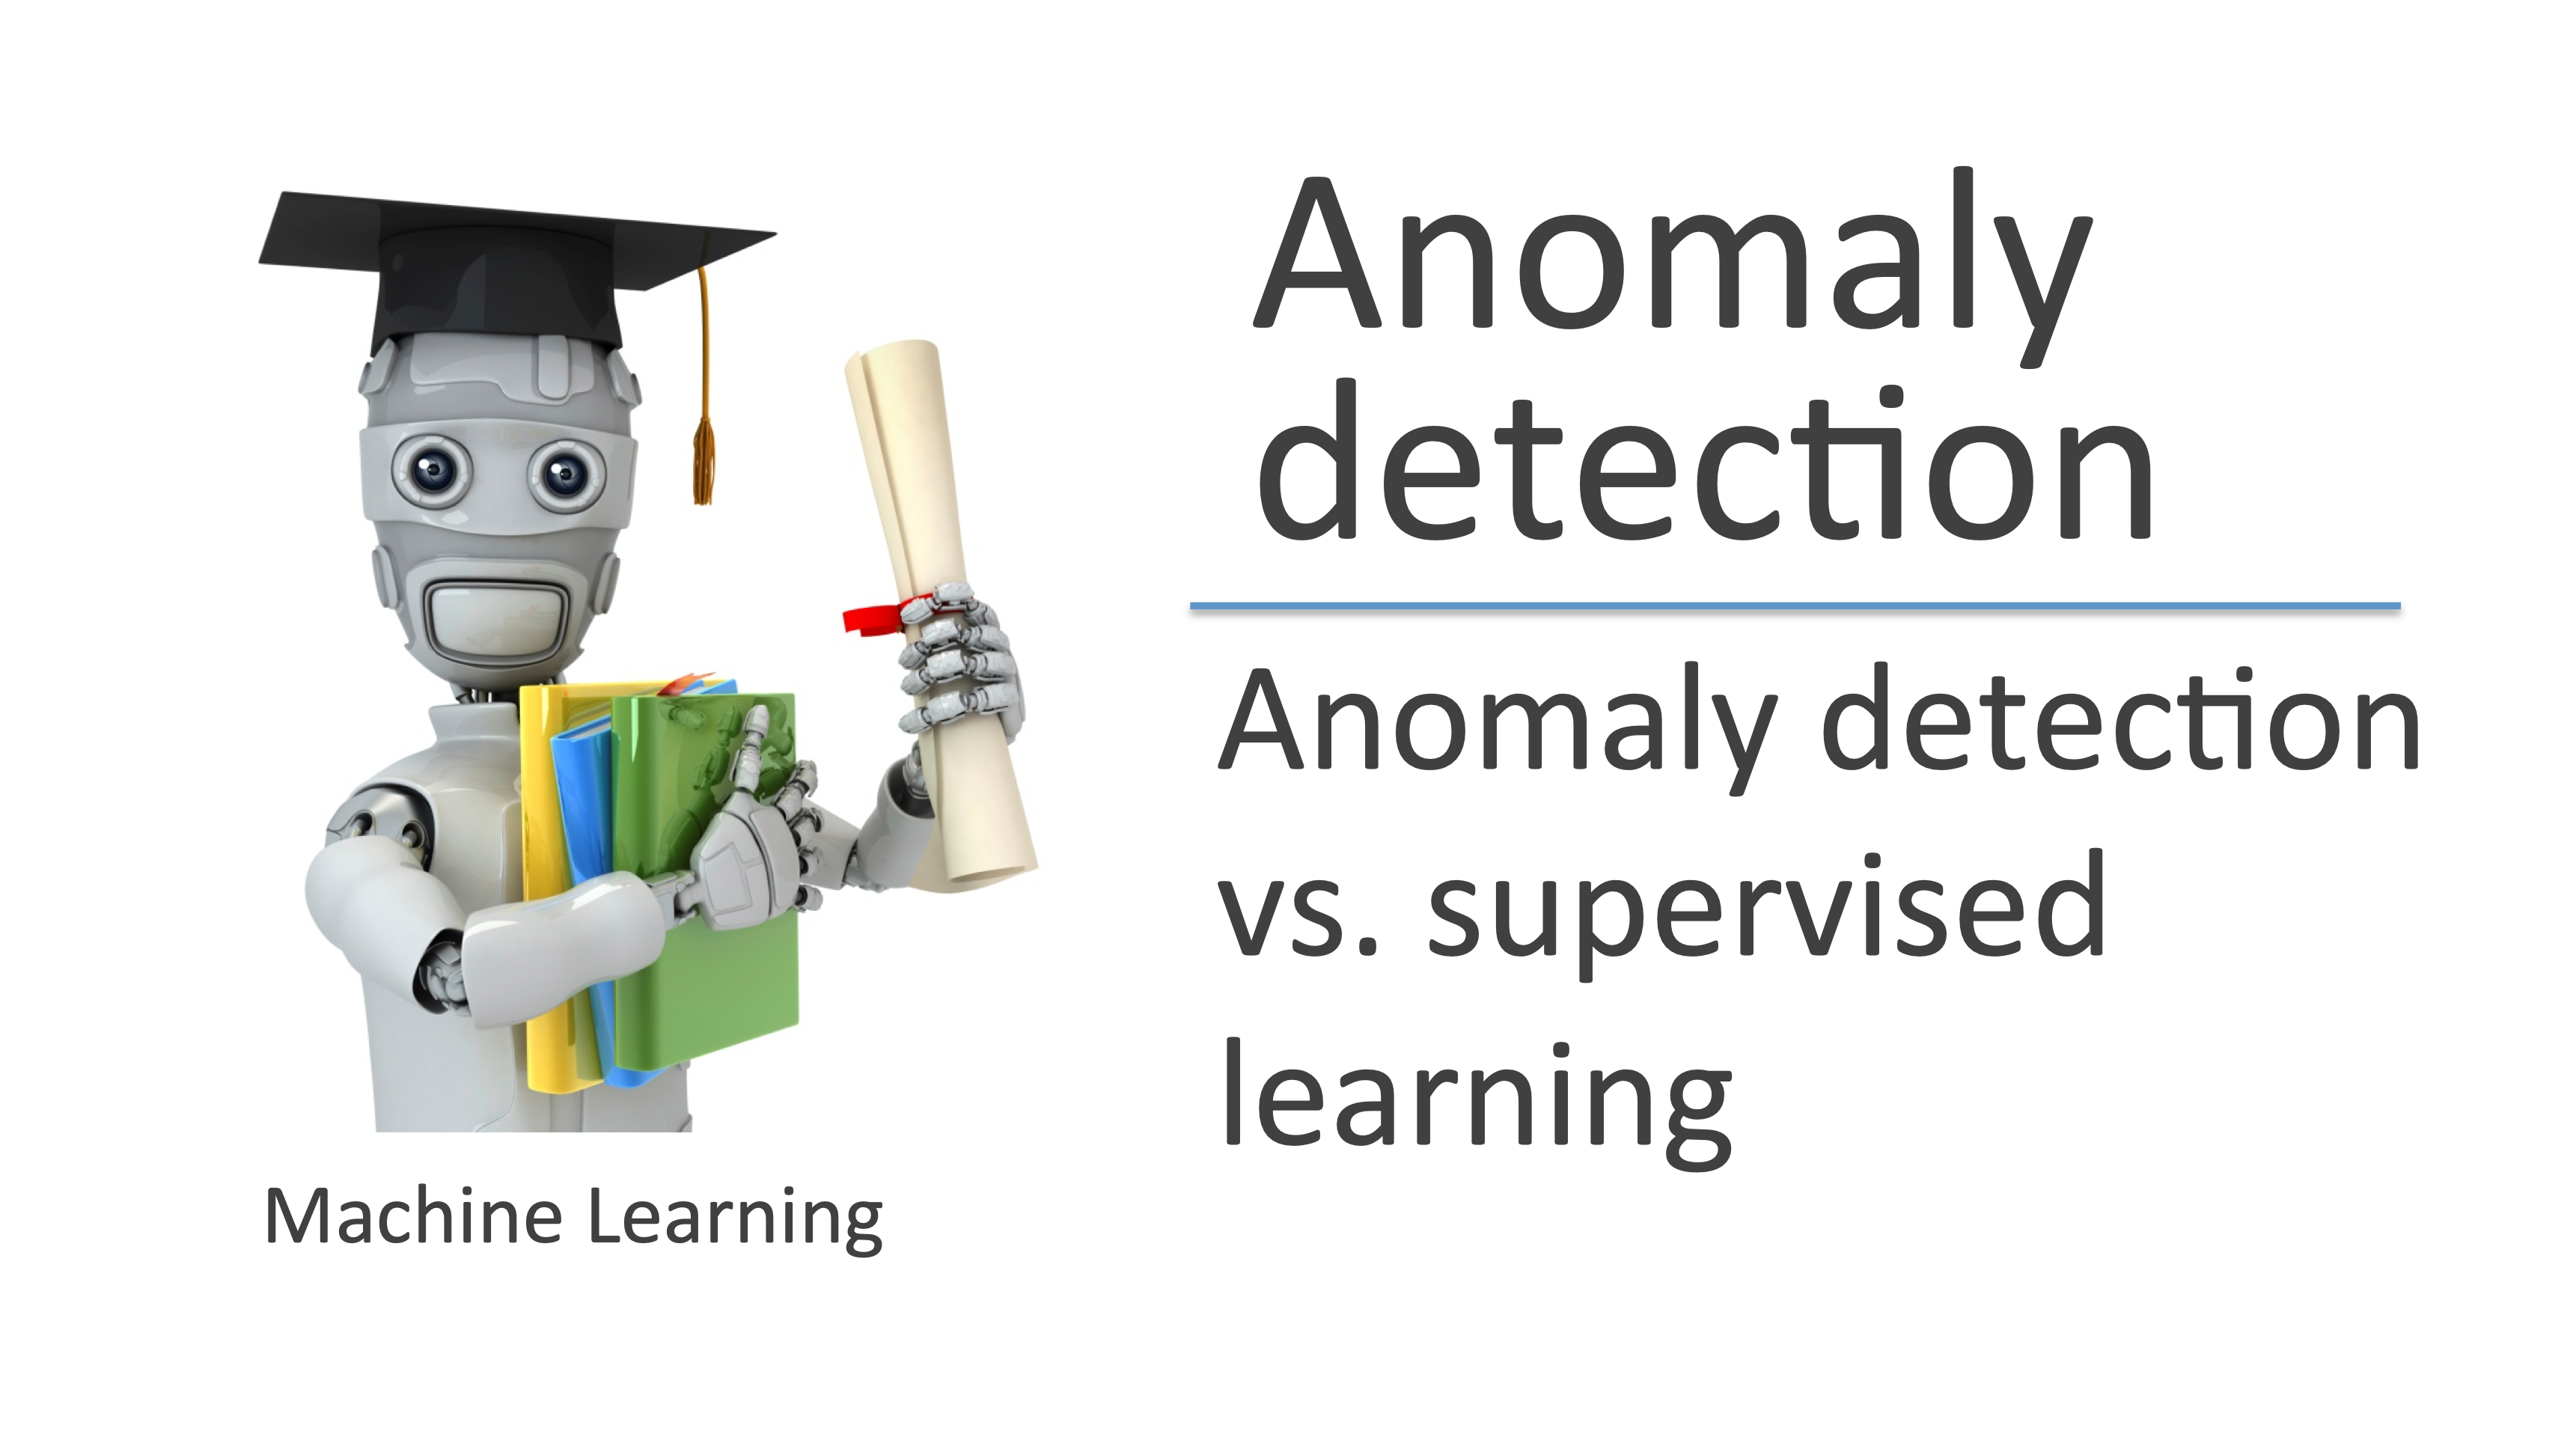 Anomaly
detection
Anomaly detection
vs. supervised
learning
Machine Learning